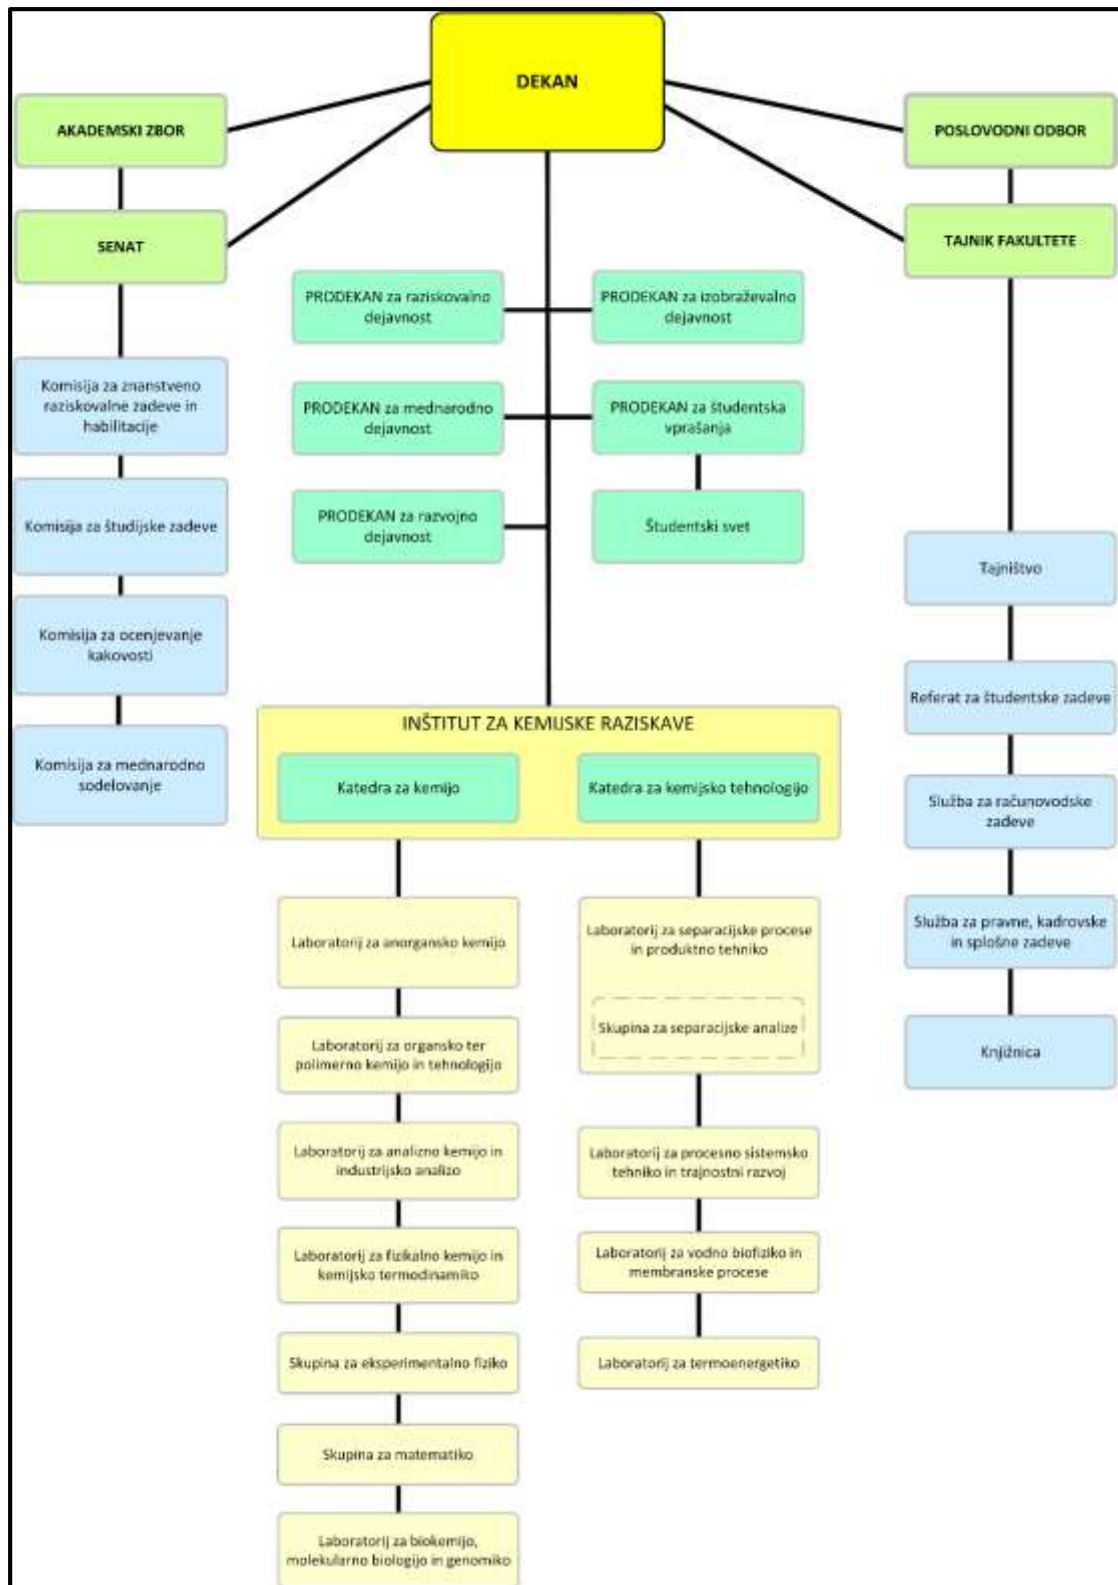 DEKAN
AKADEMSKI ZBOR
POSLOVODNI ODBOR
SENAT
TAJNIK FAKULTETE
PRODEKAN za raziskovalno
dejavnost
PRODEKAN za izobraževalno
dejavnost
PRODEKAN za mednarodno
dejavnost
PRODEKAN za študentska
vprašanja
PRODEKAN za razvojno
dejavnost
Študentski svet
Komisija za znanstveno
raziskovalne zadeve in
habilitacije
Komisija za študijske zadeve
Komisija za ocenjevanje
kakovosti
Komisija za mednarodno
sodelovanje
Tajništvo
Referat za študentske zadeve
Služba za računovodske
zadeve
Služba za pravne, kadrovske
in splošne zadeve
Knjižnica
INŠTITUT ZA KEMIJSKE RAZISKAVE
Katedra za kemijo
Katedra za kemijsko tehnologijo
Laboratorij za anorgansko kemijo
Laboratorij za organsko ter
polimerno kemijo in tehnologijo
Laboratorij za analizno kemijo in
industrijsko analizo
Laboratorij za fizikalno kemijo in
kemijsko termodinamiko
Skupina za eksperimentalno fiziko
Skupina za matematiko
Laboratorij za biokemijo,
molekularno biologijo in genomiko
Laboratorij za separacijske procese
in produktno tehniko
Skupina za separacijske analize
Laboratorij za procesno sistemsko
tehniko in trajnostni razvoj
Laboratorij za vodno biofiziko in
membranske procese
Laboratorij za termoenergetiko